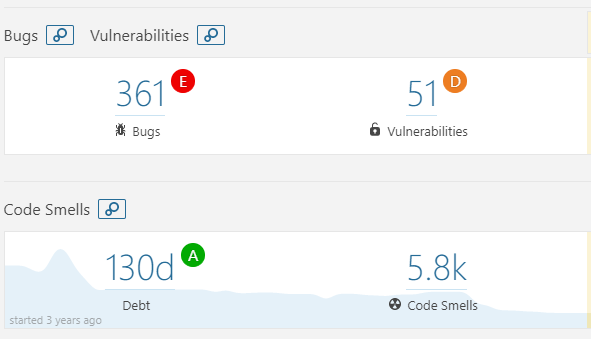 Bugs Vulnerabilities
361 E 51 D
Bugs Vulnerabilities
Code Smells
130d A 5.8k
Debt Code Smells
started 3 years ago